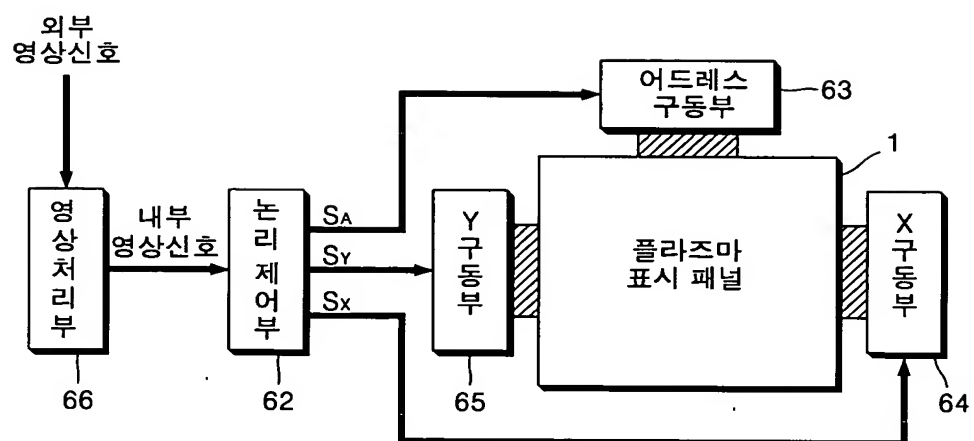 외부
영상신호
어드레스
구동부
63
1
영상처리부
내부
영상신호
논리 제어부
SA
SY
SX
Y 구동부
플라즈마
표시 패널
X 구동부
66
62
65
64